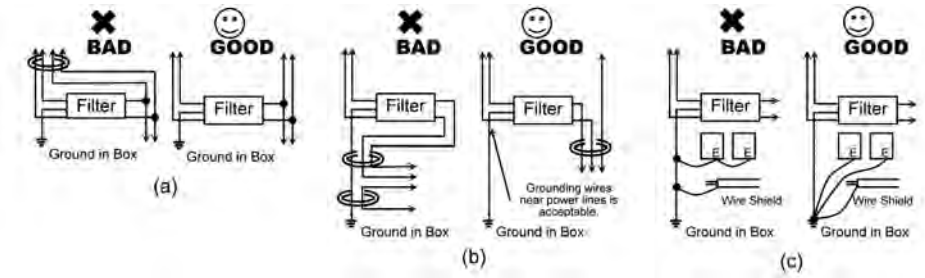 BAD
GOOD
Filter
Filter
Ground in Box
Ground in Box
(a)
BAD
GOOD
Filter
Filter
Grounding wires
near power lines is
acceptable.
Ground in Box
Ground in Box
(b)
BAD
GOOD
Filter
Filter
E
E
E
E
Wire Shield
Wire Shield
Ground in Box
Ground in Box
(c)